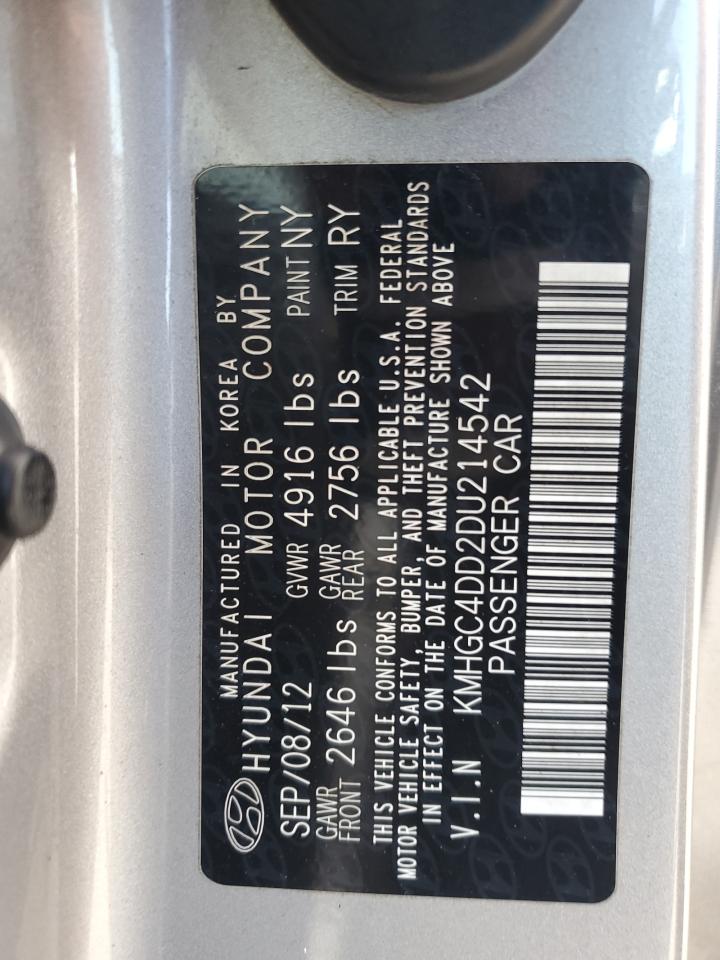 MANUFACTURED IN KOREA BY
HYUNDAI MOTOR COMPANY
SEP/08/12 GVWR 4916 lbs PAINT NY
GAWR FRONT 2646 lbs GAWR REAR 2756 lbs TRIM RY
THIS VEHICLE CONFORMS TO ALL APPLICABLE U.S.A. FEDERAL
MOTOR VEHICLE SAFETY, BUMPER, AND THEFT PREVENTION STANDARDS
IN EFFECT ON THE DATE OF MANUFACTURE SHOWN ABOVE
V.I.N KMHGC4DD2DU214542
PASSENGER CAR